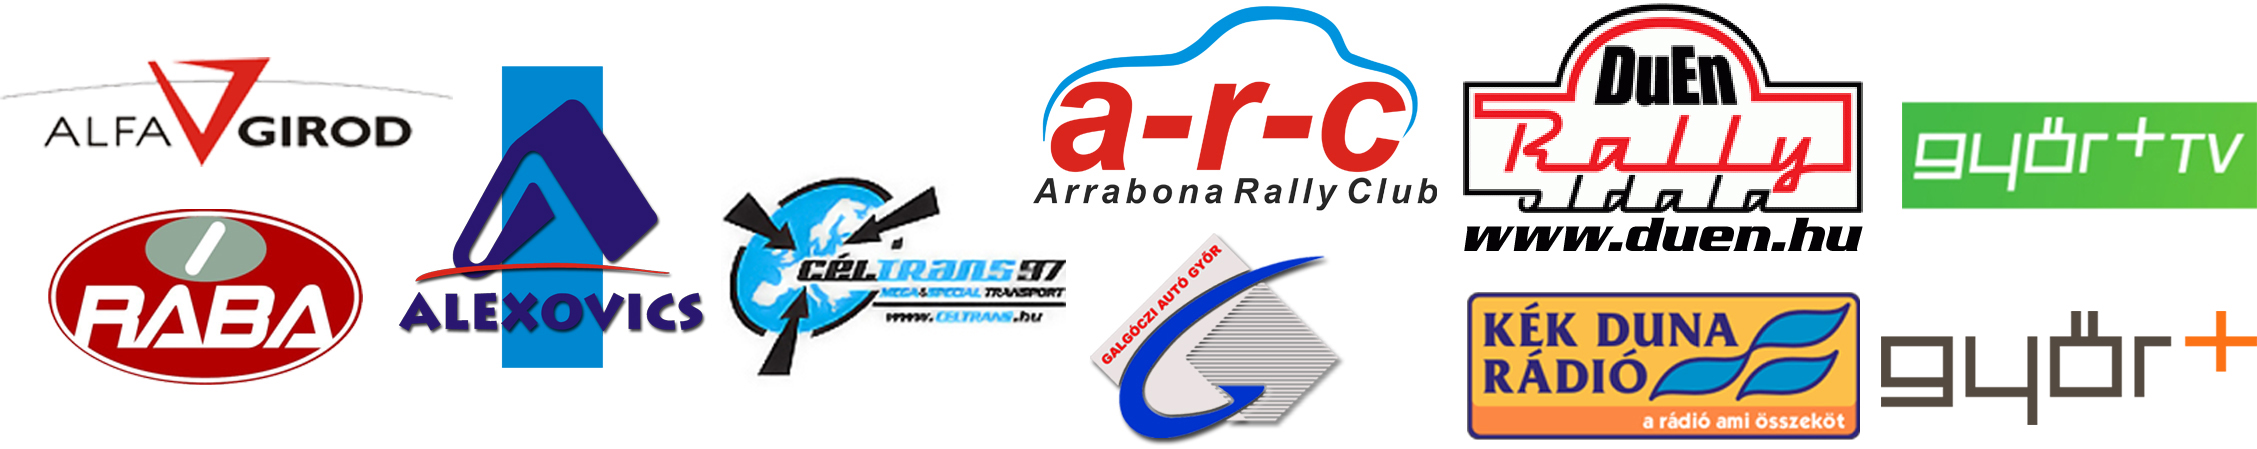 ALFA GIROD
RABA
ALEXOVICS
CÉLTRANS 97
MEGA & SPECIAL TRANSPORT
www.CELTRANS.hu
a-r-c
Arrabona Rally Club
GALGÓCZI AUTÓ GYŐR
DuEn
Rally
oldala
www.duen.hu
KÉK DUNA
RÁDIÓ
a rádió ami összeköt
győr+ TV
győr+